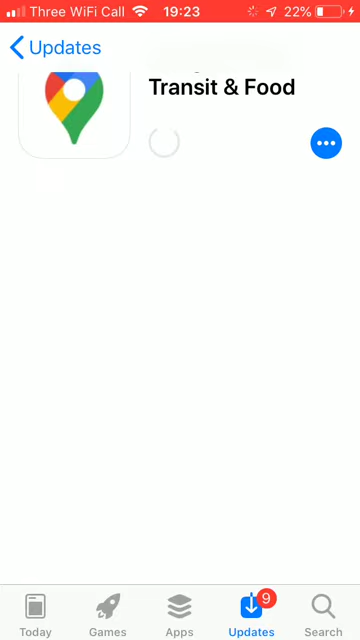 Three WiFi Call 19:23 22%
Updates
Transit & Food
9
Today Games Apps Updates Search